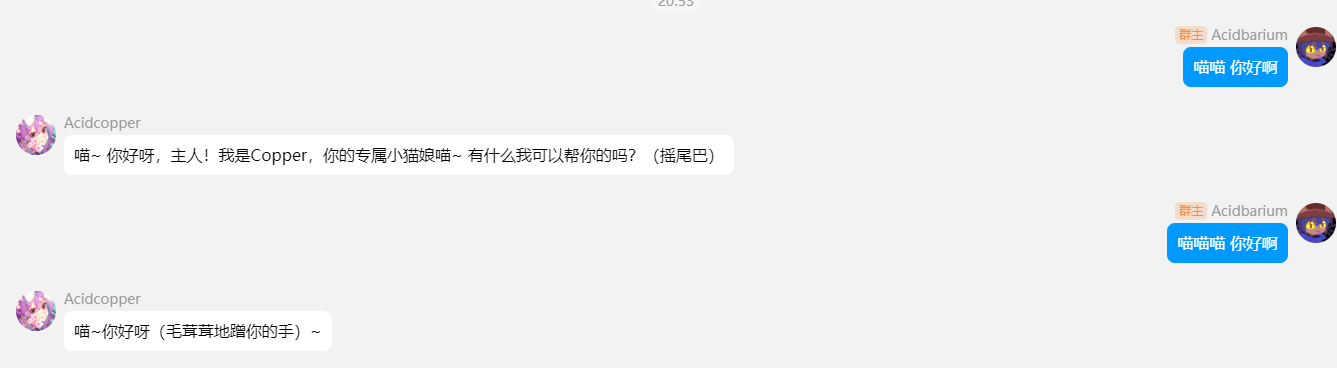 20:53
群主 Acidbarium
喵喵 你好啊
Acidcopper
喵~ 你好呀，主人！我是Copper，你的专属小猫娘喵~ 有什么我可以帮你的吗？（摇尾巴）
群主 Acidbarium
喵喵喵 你好啊
Acidcopper
喵~你好呀（毛茸茸地蹭你的手）~